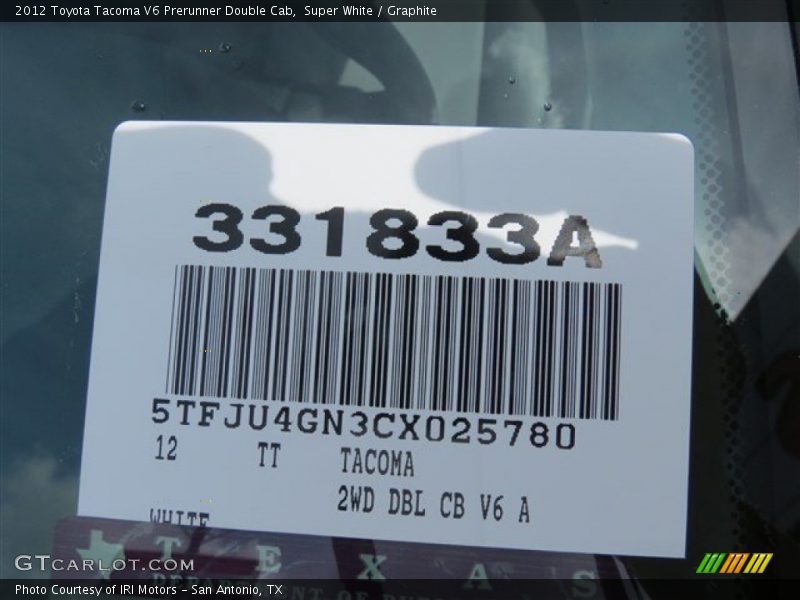 2012 Toyota Tacoma V6 Prerunner Double Cab, Super White / Graphite
331833A
5TFJU4GN3CX025780
12 TT TACOMA
2WD DBL CB V6 A
WHITE
TEXAS
GTcarlot.com
Photo Courtesy of IRI Motors - San Antonio, TX